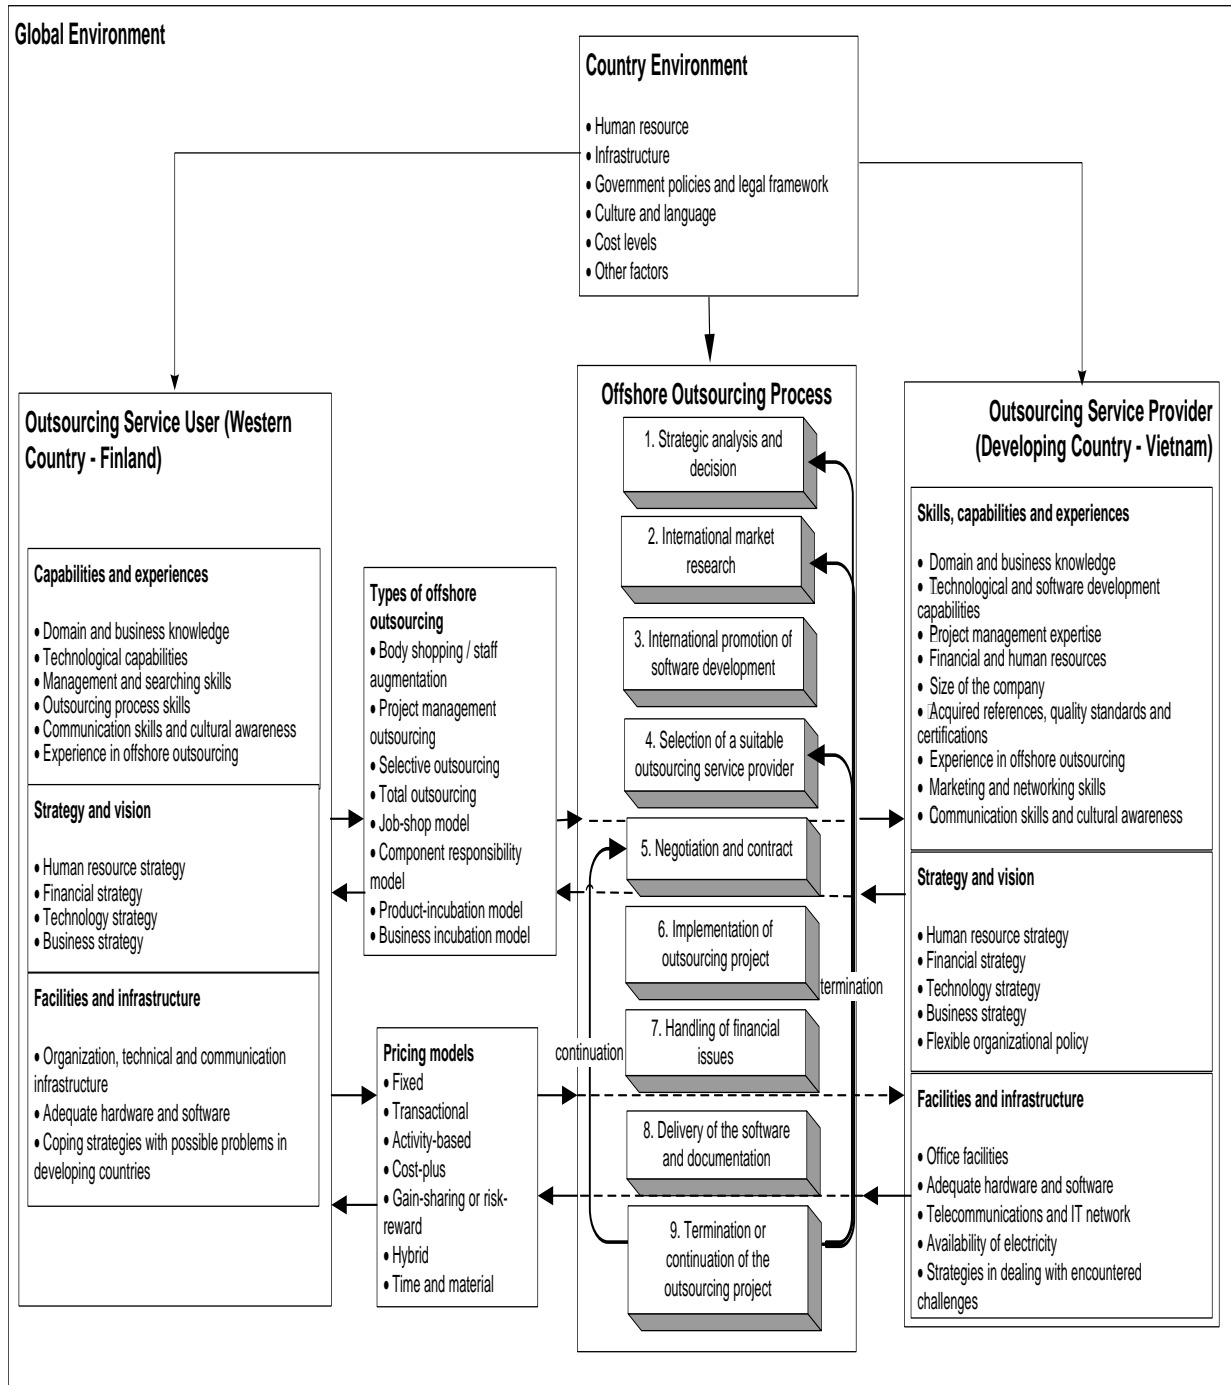 Global Environment
Country Environment
• Human resource
• Infrastructure
• Government policies and legal framework
• Culture and language
• Cost levels
• Other factors
Outsourcing Service User (Western
Country - Finland)
Capabilities and experiences
• Domain and business knowledge
• Technological capabilities
• Management and searching skills
• Outsourcing process skills
• Communication skills and cultural awareness
• Experience in offshore outsourcing
Strategy and vision
• Human resource strategy
• Financial strategy
• Technology strategy
• Business strategy
Facilities and infrastructure
• Organization, technical and communication
infrastructure
• Adequate hardware and software
• Coping strategies with possible problems in
developing countries
Types of offshore
outsourcing
• Body shopping / staff
augmentation
• Project management
outsourcing
• Selective outsourcing
• Total outsourcing
• Job-shop model
• Component responsibility
model
• Product-incubation model
• Business incubation model
Pricing models
• Fixed
• Transactional
• Activity-based
• Cost-plus
• Gain-sharing or risk-
reward
• Hybrid
• Time and material
Offshore Outsourcing Process
1. Strategic analysis and
decision
2. International market
research
3. International promotion of
software development
4. Selection of a suitable
outsourcing service provider
5. Negotiation and contract
6. Implementation of
outsourcing project
termination
7. Handling of financial
issues
continuation
8. Delivery of the software
and documentation
9. Termination or
continuation of the
outsourcing project
Outsourcing Service Provider
(Developing Country - Vietnam)
Skills, capabilities and experiences
• Domain and business knowledge
• Technological and software development
capabilities
• Project management expertise
• Financial and human resources
• Size of the company
• Acquired references, quality standards and
certifications
• Experience in offshore outsourcing
• Marketing and networking skills
• Communication skills and cultural awareness
Strategy and vision
• Human resource strategy
• Financial strategy
• Technology strategy
• Business strategy
• Flexible organizational policy
Facilities and infrastructure
• Office facilities
• Adequate hardware and software
• Telecommunications and IT network
• Availability of electricity
• Strategies in dealing with encountered
challenges